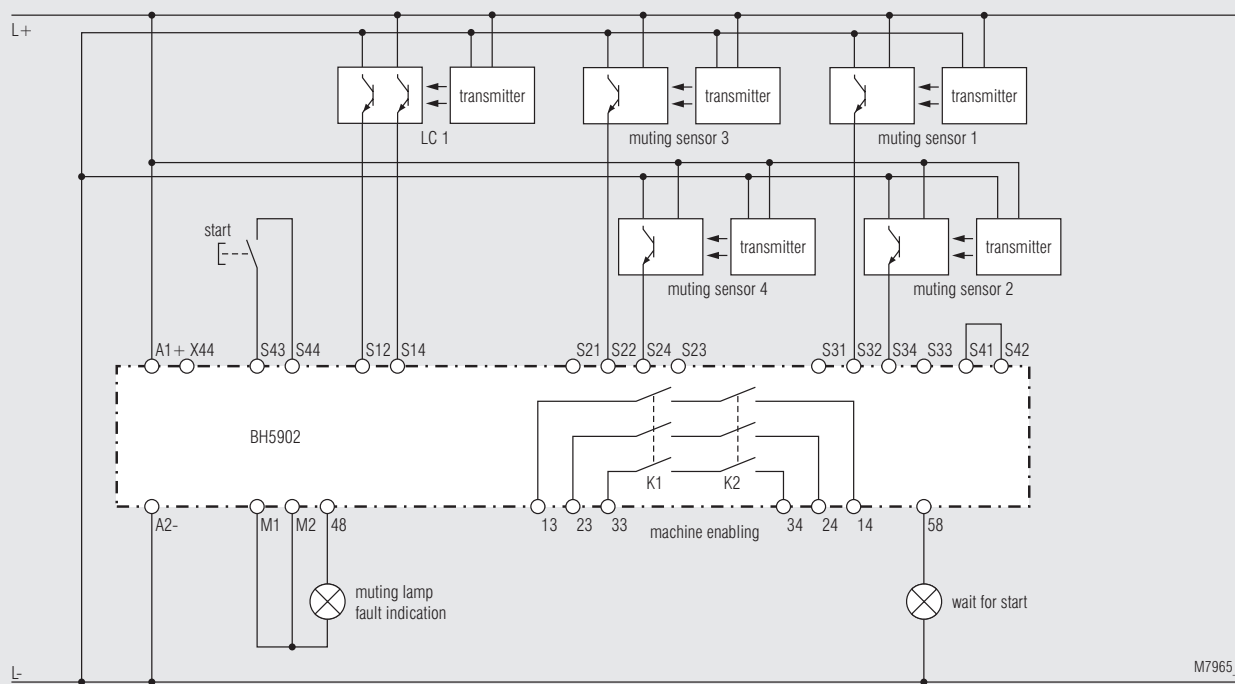 L+
transmitter
transmitter
transmitter
LC 1
muting sensor 3
muting sensor 1
start
transmitter
transmitter
muting sensor 4
muting sensor 2
A1+ X44 S43 S44 S12 S14 S21 S22 S24 S23 S31 S32 S34 S33 S41 S42
BH5902
K1 K2
A2- M1 M2 48 13 23 33 machine enabling 34 24 14 58
muting lamp
fault indication
wait for start
L-
M7965_